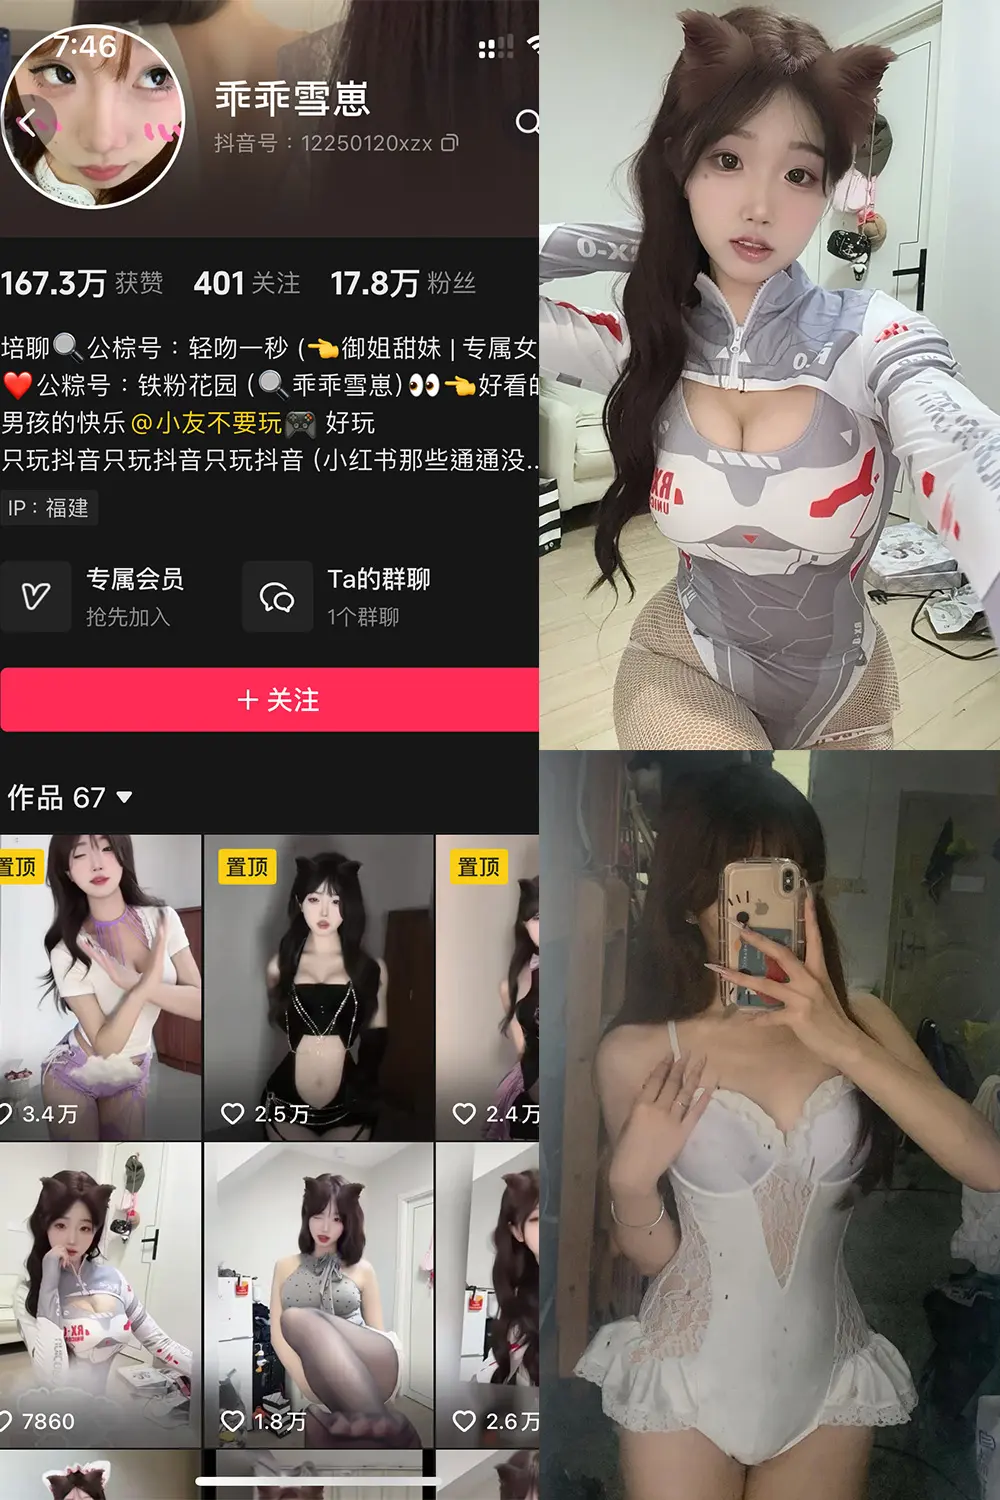 7:46
乖乖雪崽
抖音号：12250120xzx
167.3万 获赞 401 关注 17.8万 粉丝
培聊🔍公棕号：轻吻一秒 (👈御姐甜妹 | 专属女
❤️公粽号：铁粉花园 (🔍乖乖雪崽)👀👈好看的
男孩的快乐 @小友不要玩🎮 好玩
只玩抖音只玩抖音只玩抖音 (小红书那些通通没...
IP：福建
专属会员
抢先加入
Ta的群聊
1个群聊
+ 关注
作品 67
置顶
置顶
置顶
3.4万
2.5万
2.4万
7860
1.8万
2.6万